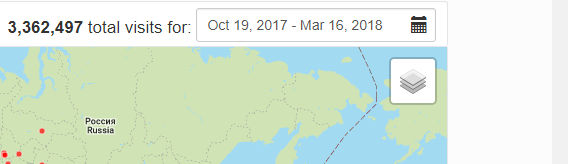 3,362,497 total visits for: Oct 19, 2017 - Mar 16, 2018
Россия
Russia